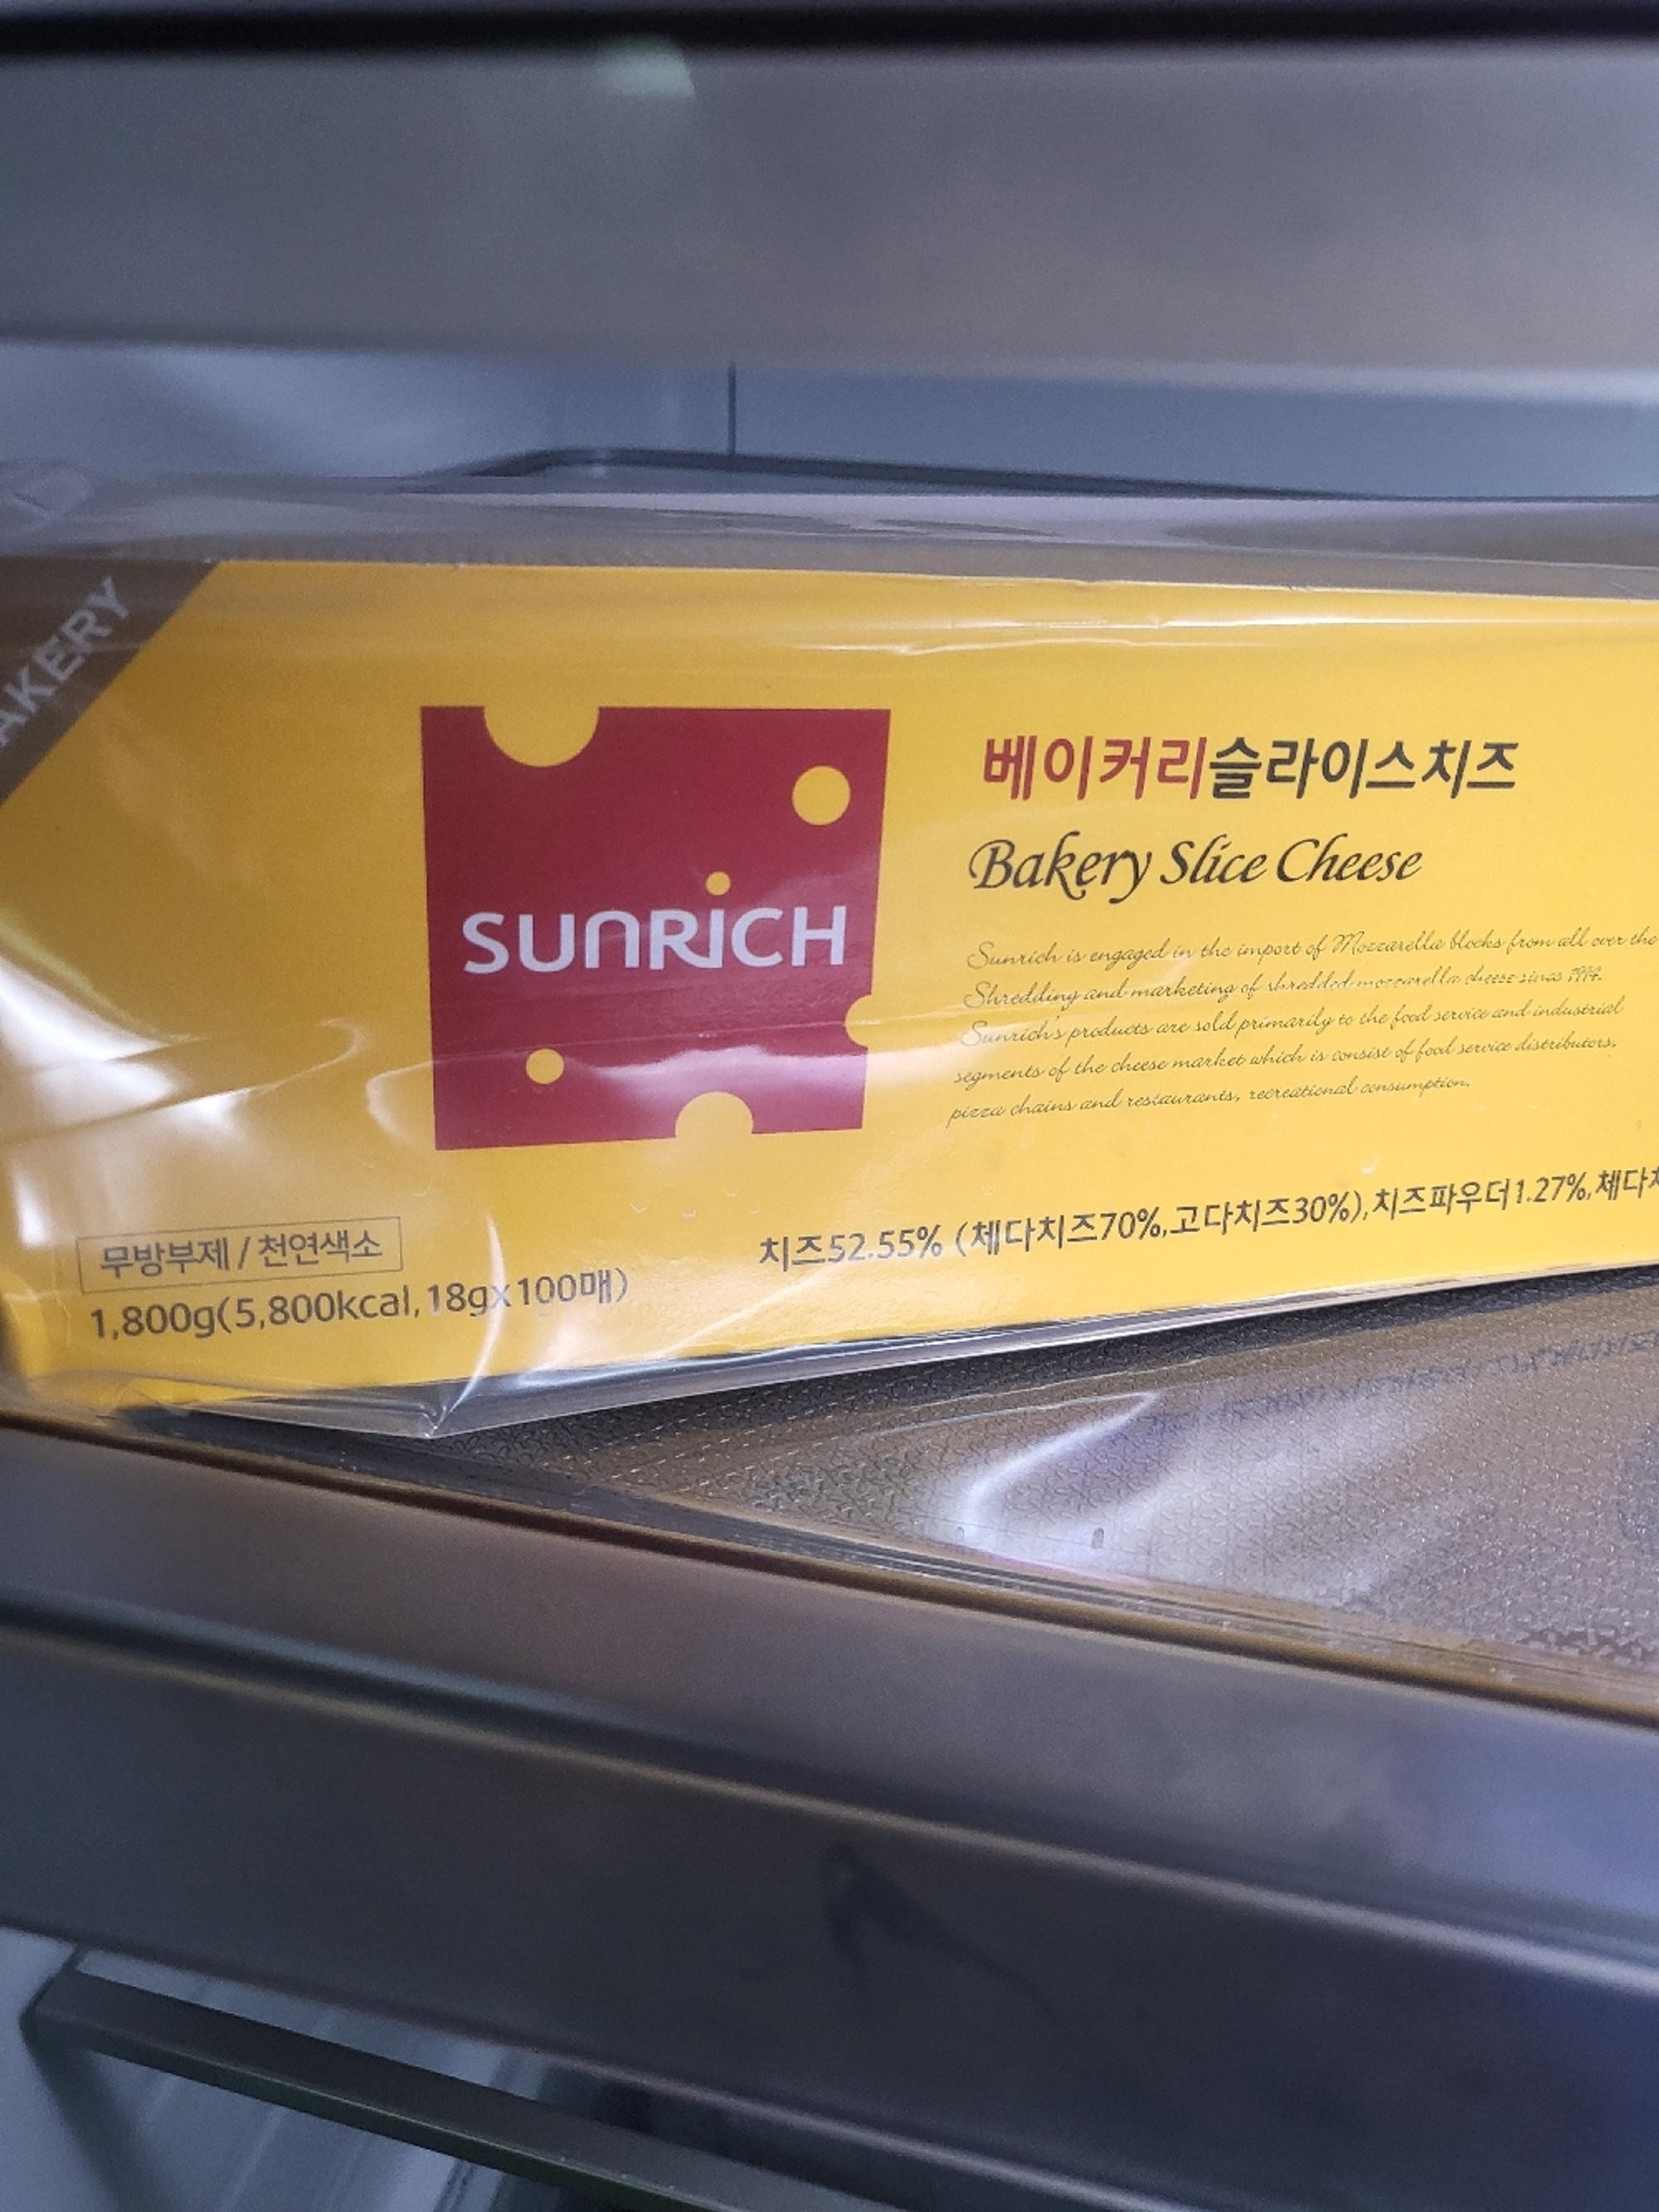 AKERY
SUNRICH
베이커리슬라이스치즈
Bakery Slice Cheese
Sunrich is engaged in the import of Mozzarella blocks from all over the
Shredding and marketing of shredded mozzarella cheese since 1994.
Sunrich's products are sold primarily to the food service and industrial
segments of the cheese market which is consist of food service distributors,
pizza chains and restaurants, recreational consumption.
무방부제 / 천연색소
1,800g(5,800kcal,18gx100매)
치즈52.55% (체다치즈70%,고다치즈30%),치즈파우더1.27%,체다치